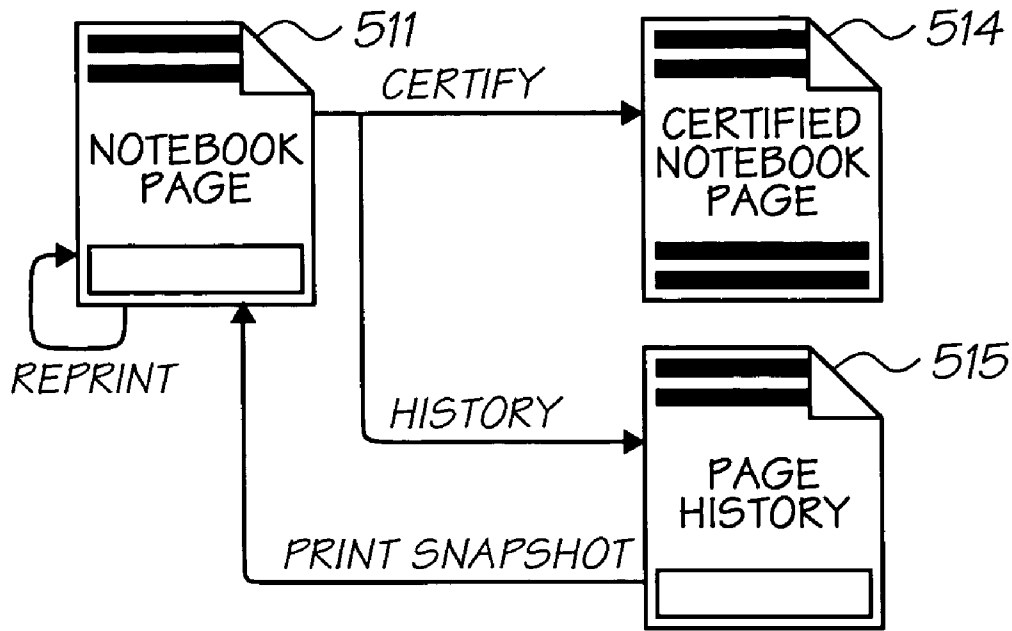 511
514
CERTIFY
NOTEBOOK
PAGE
CERTIFIED
NOTEBOOK
PAGE
REPRINT
515
HISTORY
PAGE
HISTORY
PRINT SNAPSHOT